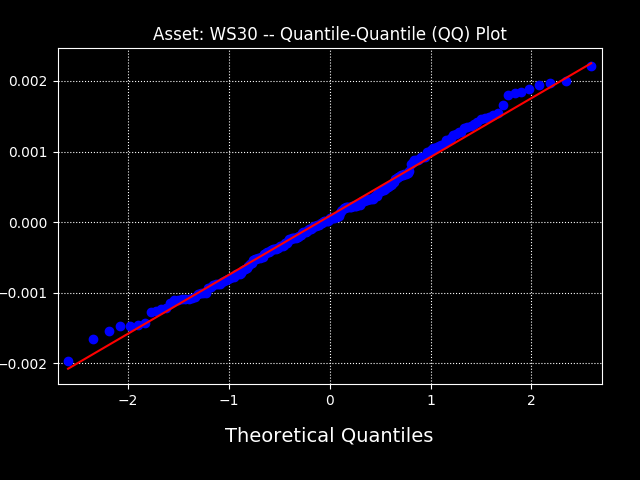 Asset: WS30 -- Quantile-Quantile (QQ) Plot
0.002
0.001
0.000
−0.001
−0.002
−2 −1 0 1 2
Theoretical Quantiles